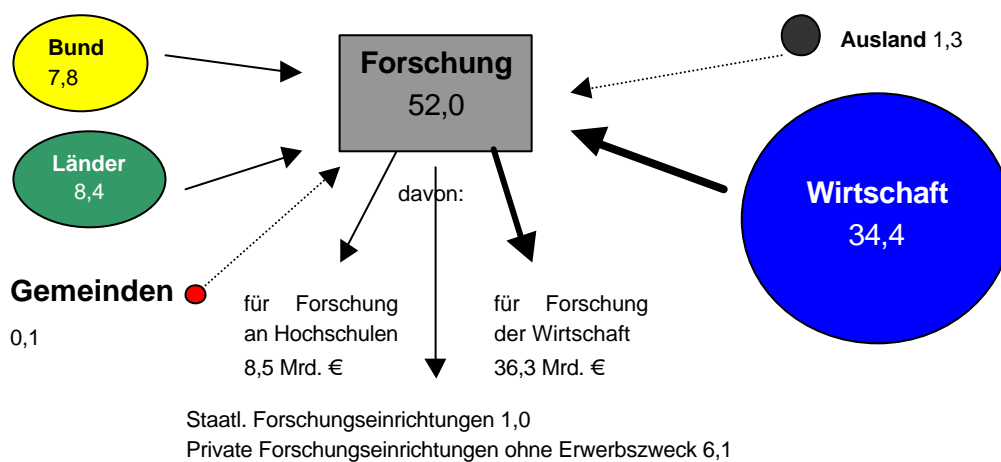 Bund
7,8
Forschung
52,0
Ausland 1,3
Länder
8,4
davon:
Wirtschaft
34,4
Gemeinden
0,1
für Forschung
an Hochschulen
8,5 Mrd. €
für Forschung
der Wirtschaft
36,3 Mrd. €
Staatl. Forschungseinrichtungen 1,0
Private Forschungseinrichtungen ohne Erwerbszweck 6,1